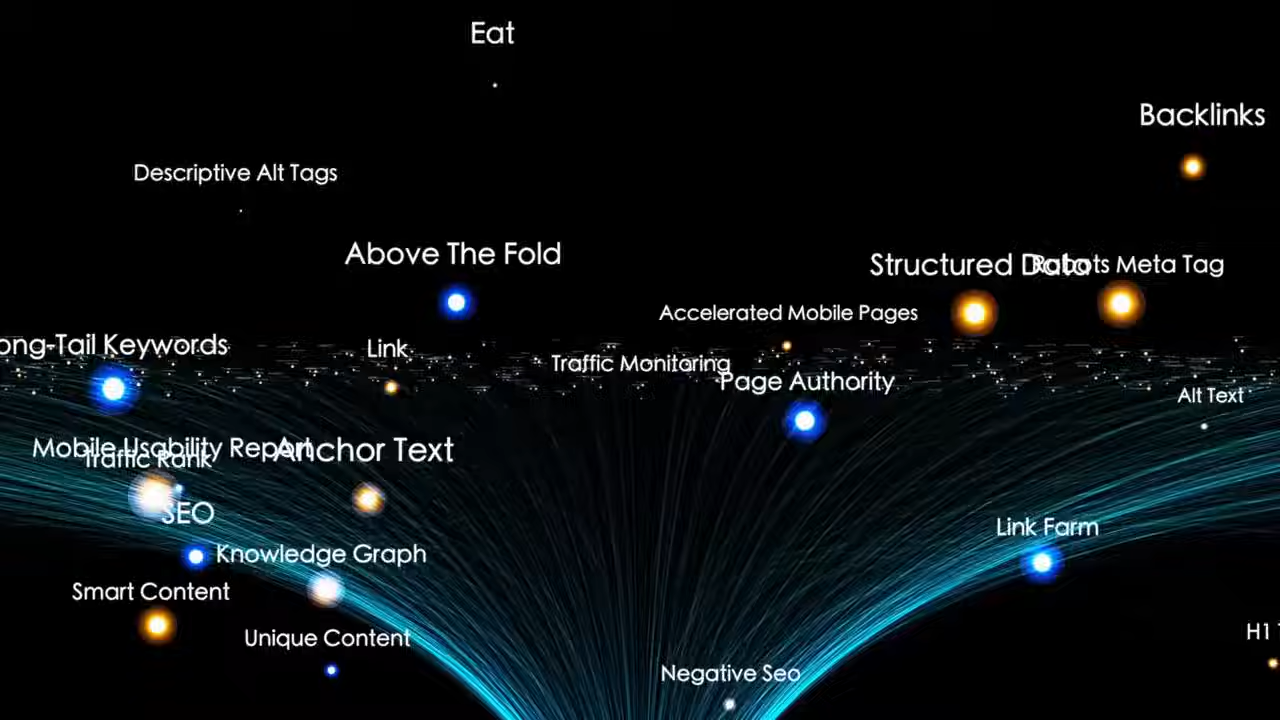 Eat
Backlinks
Descriptive Alt Tags
Above The Fold
Structured Data
Robots Meta Tag
Accelerated Mobile Pages
ong-Tail Keywords
Link
Traffic Monitoring
Page Authority
Alt Text
Mobile Usability Report
Anchor Text
Traffic Rank
SEO
Link Farm
Knowledge Graph
Smart Content
Unique Content
H1
Negative Seo